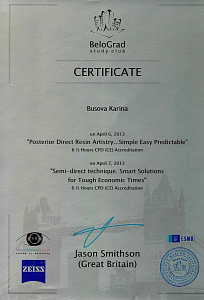 BeloGrad
study club
CERTIFICATE
Busova Karina
on April 6, 2013
"Posterior Direct Resin Artistry...Simple Easy Predictable"
6 ½ Hours CPD (CE) Accreditation
on April 7, 2013
"Semi-direct technique. Smart Solutions
for Tough Economic Times"
6 ½ Hours CPD (CE) Accreditation
ESMD
ZEISS
Jason Smithson
(Great Britain)